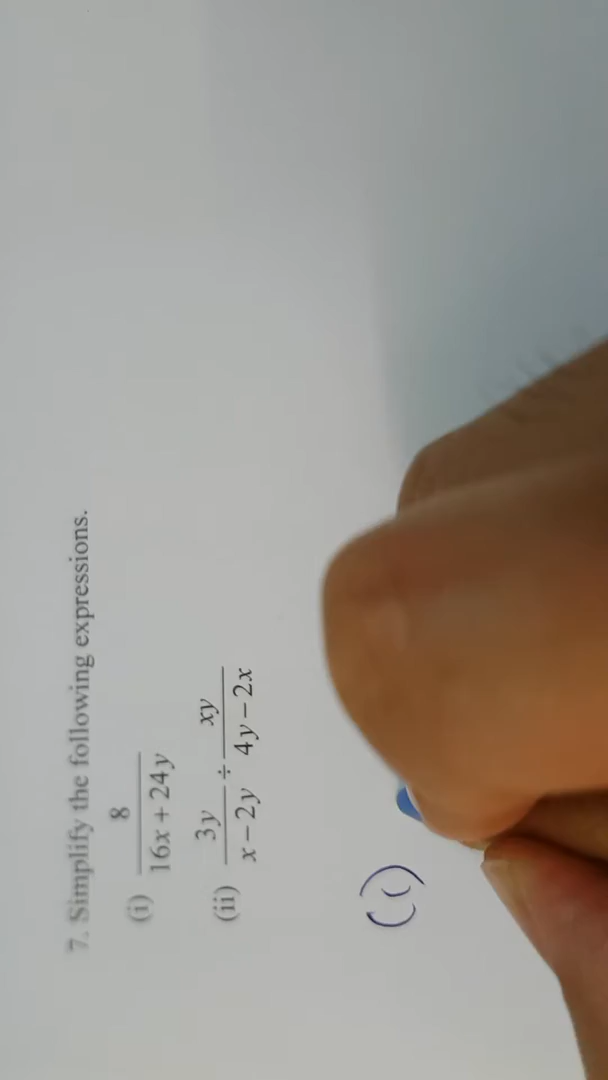 7. Simplify the following expressions.
(i) 8/(16x + 24y)
(ii) 3y/(x − 2y) ÷ xy/(4y − 2x)
(i)